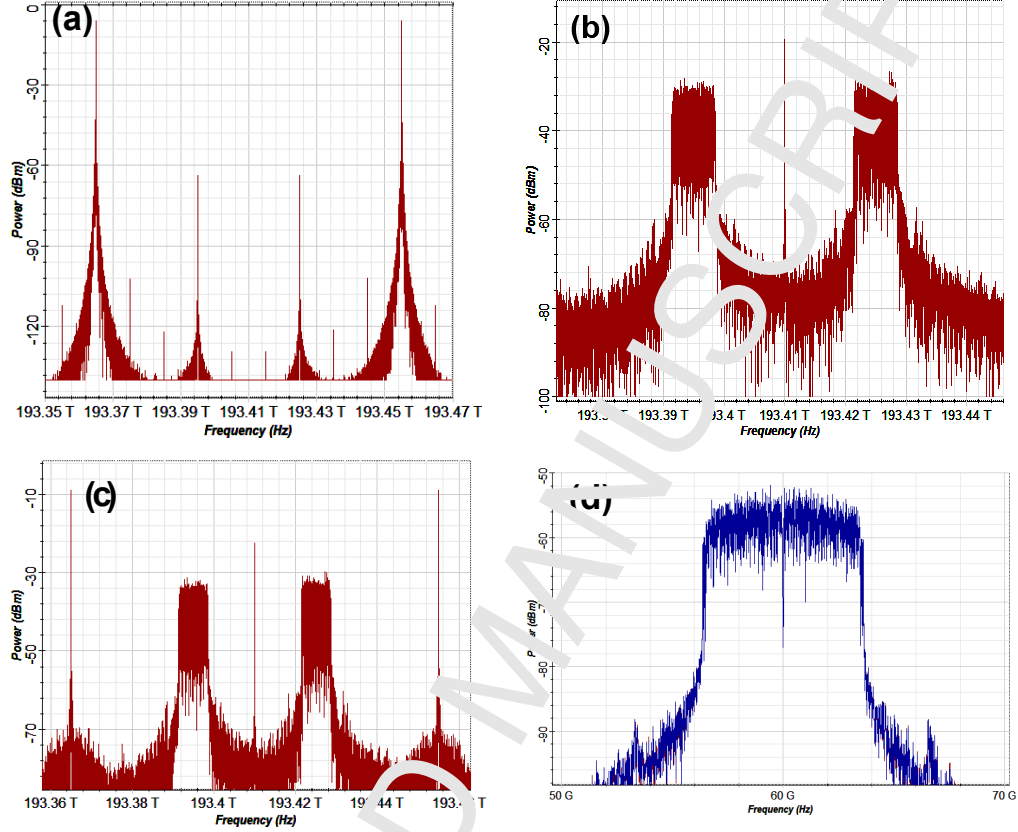 (a)
0
-30
-60
-90
-120
Power (dBm)
193.35 T 193.37 T 193.39 T 193.41 T 193.43 T 193.45 T 193.47 T
Frequency (Hz)
(b)
-20
-40
-60
-80
-100
Power (dBm)
193.39 T 193.41 T 193.42 T 193.43 T 193.44 T
Frequency (Hz)
(c)
-10
-30
-50
-70
Power (dBm)
193.36 T 193.38 T 193.4 T 193.42 T
Frequency (Hz)
(d)
-50
-60
-80
-90
(dBm)
50 G 60 G 70 G
Frequency (Hz)
D MANUSCRIP